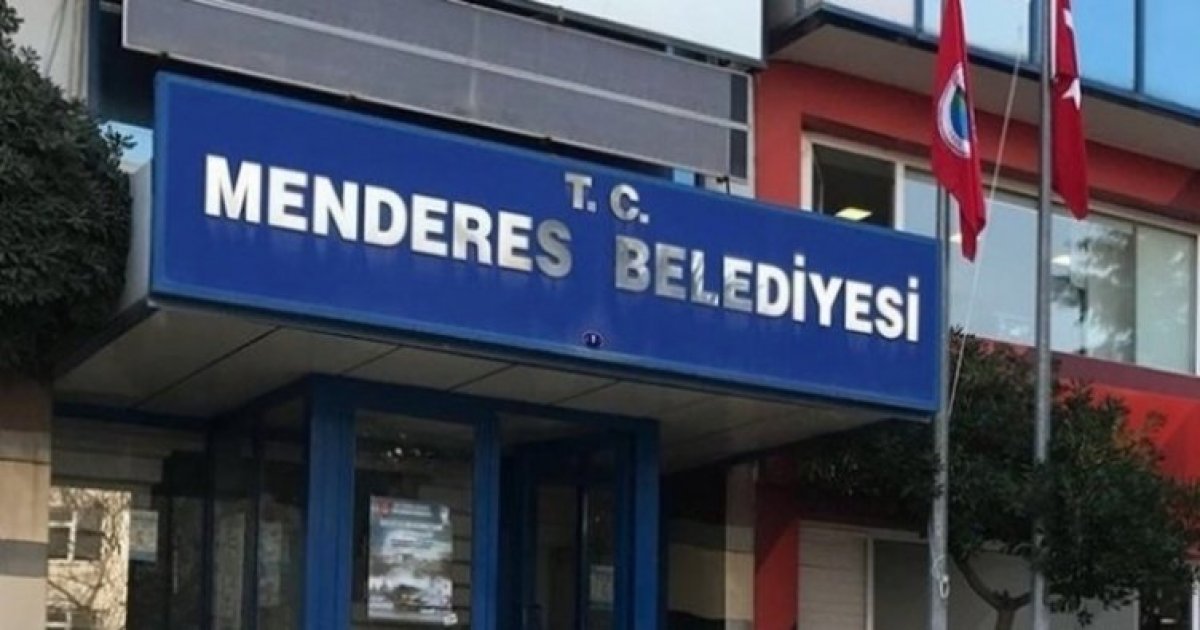 T. C.
MENDERES BELEDİYESİ